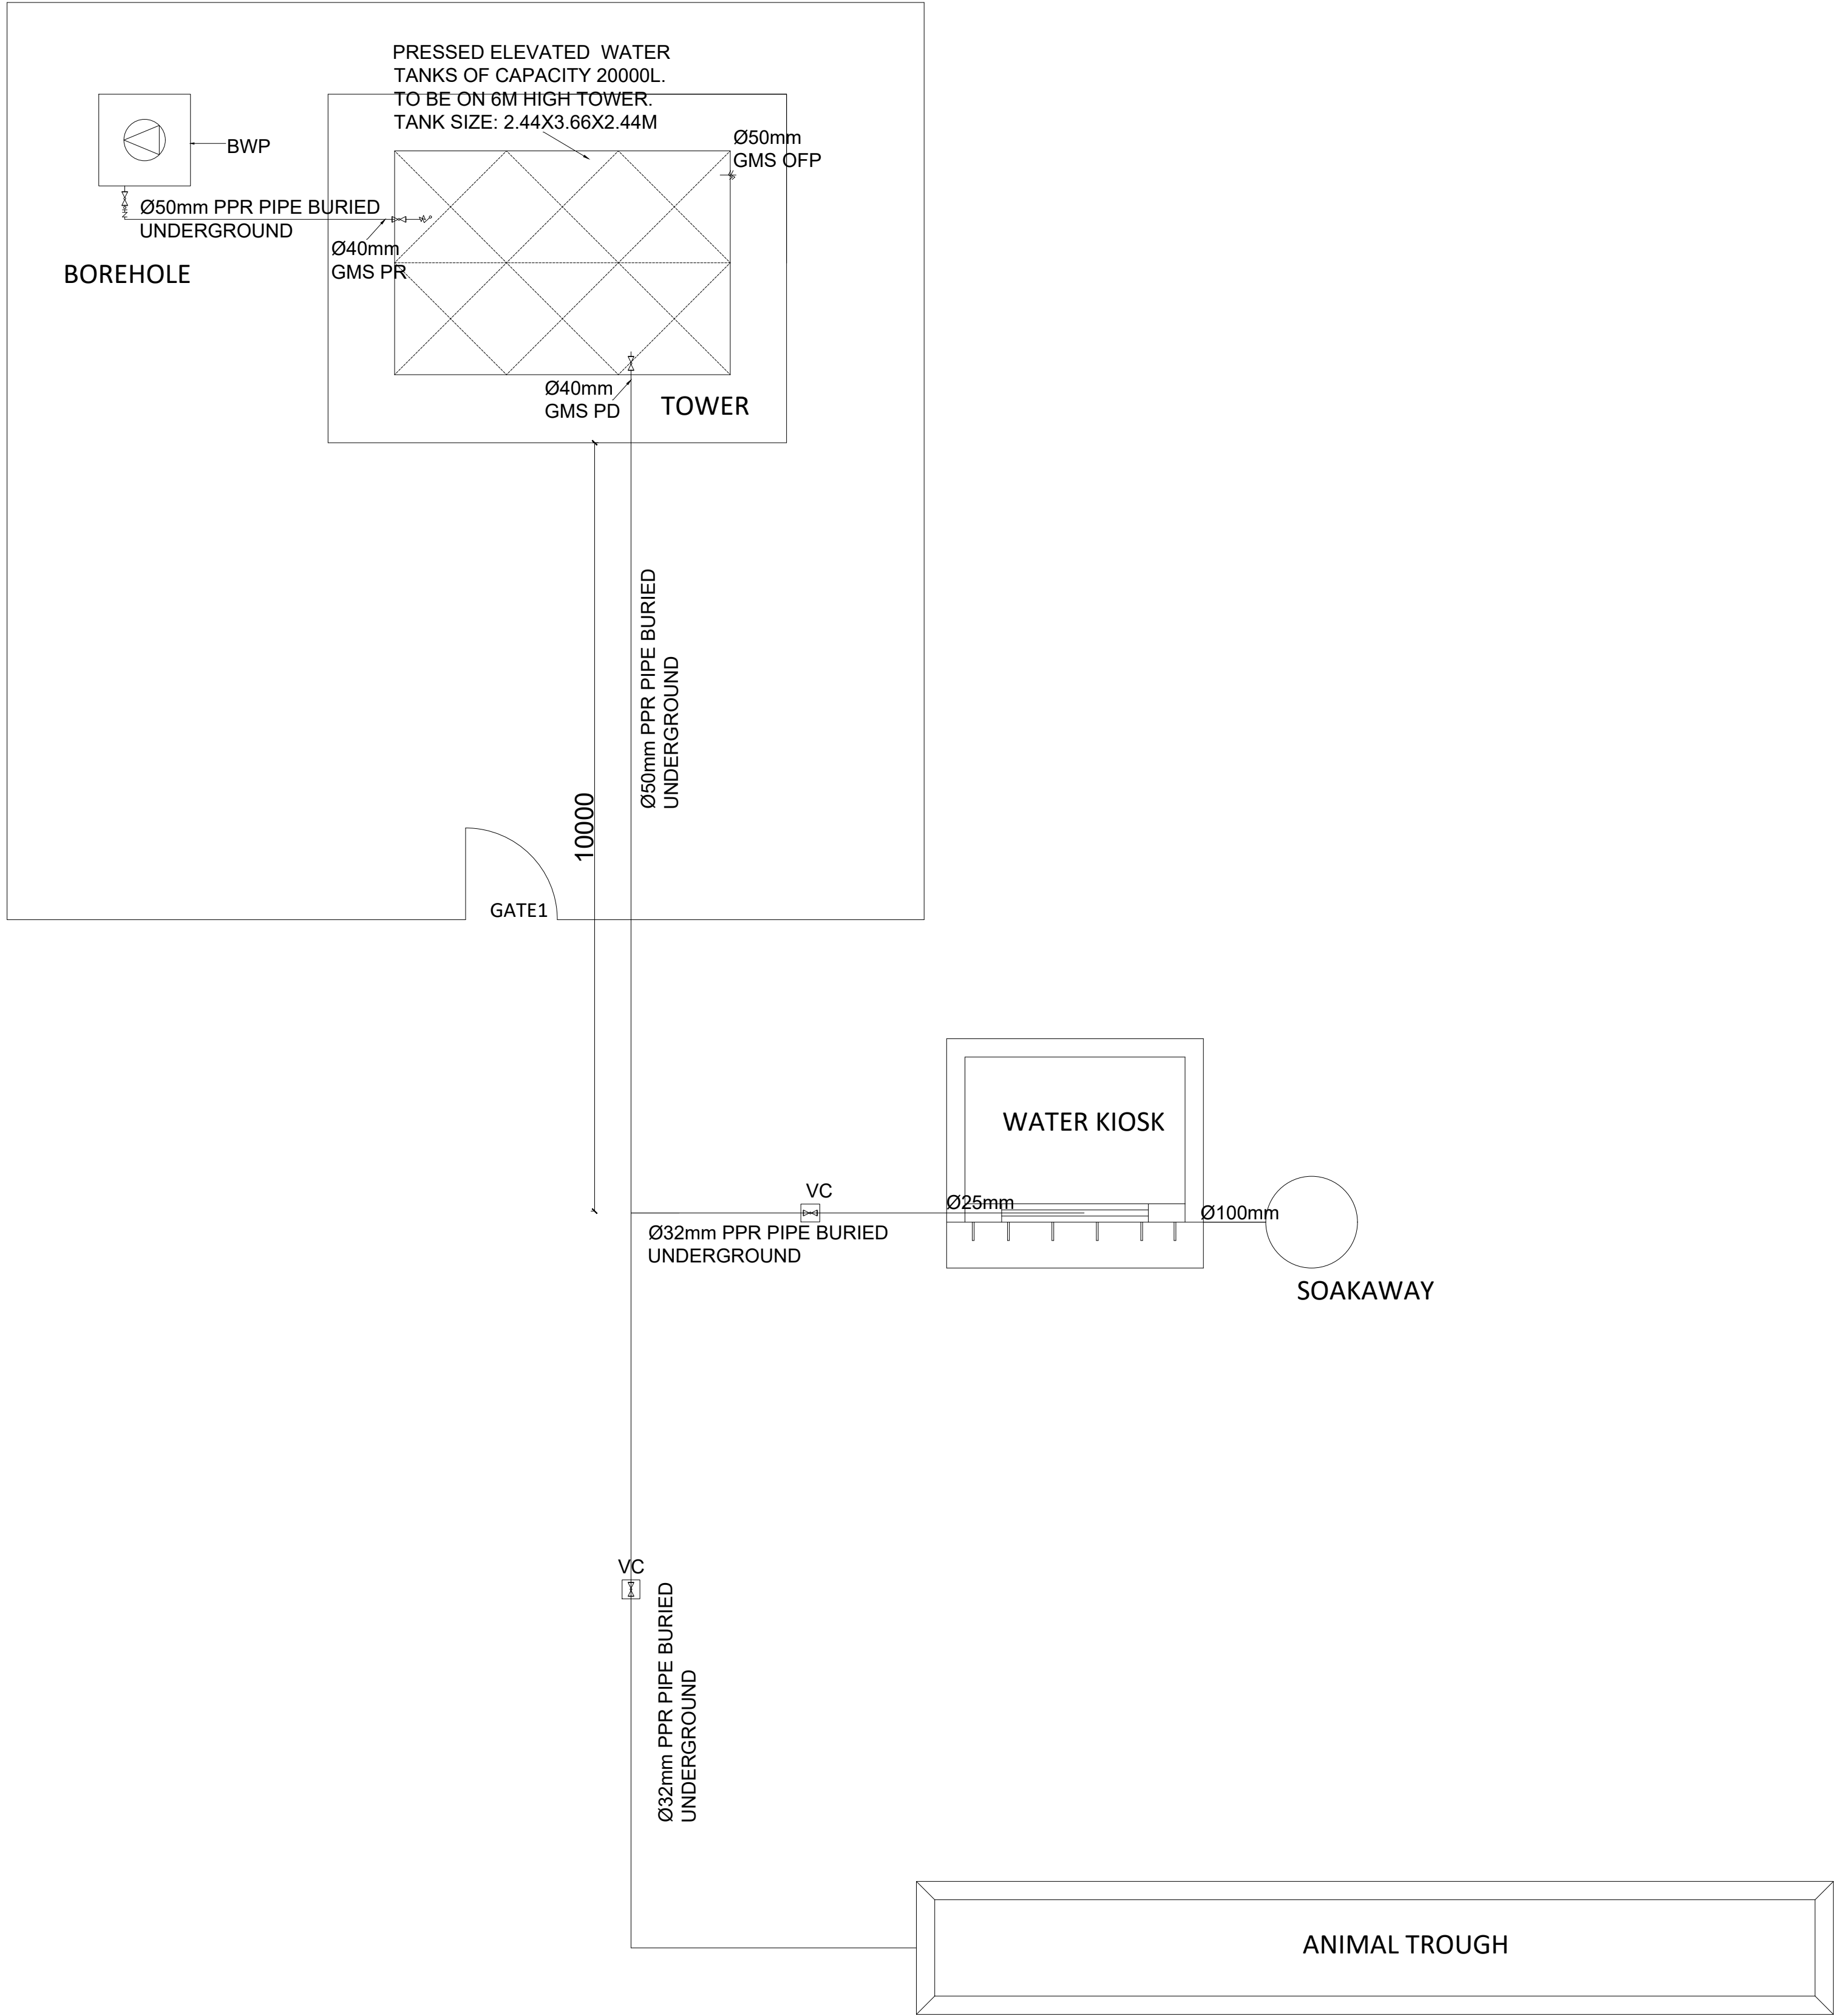 PRESSED ELEVATED WATER
TANKS OF CAPACITY 20000L.
TO BE ON 6M HIGH TOWER.
TANK SIZE: 2.44X3.66X2.44M
BWP
Ø50mm
GMS OFP
Ø50mm PPR PIPE BURIED
UNDERGROUND
Ø40mm
GMS PR
BOREHOLE
Ø40mm
GMS PD
TOWER
Ø50mm PPR PIPE BURIED
UNDERGROUND
10000
GATE1
WATER KIOSK
VC
Ø25mm
Ø100mm
Ø32mm PPR PIPE BURIED
UNDERGROUND
SOAKAWAY
VC
Ø32mm PPR PIPE BURIED
UNDERGROUND
ANIMAL TROUGH